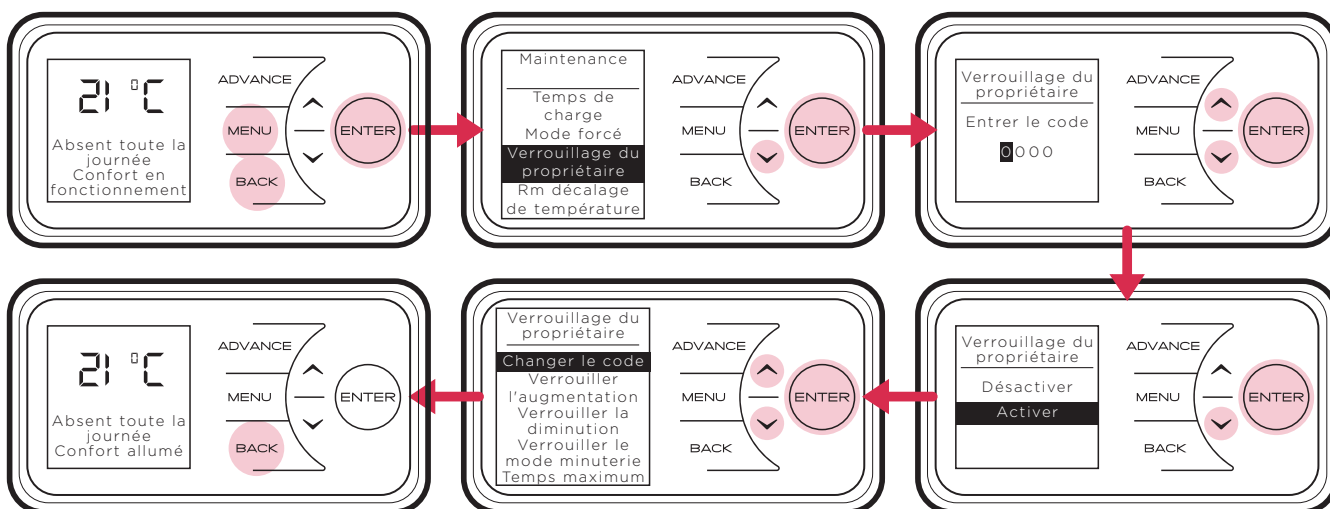 21 °C
Absent toute la
journée
Confort en
fonctionnement
ADVANCE
MENU
BACK
ENTER
Maintenance
Temps de
charge
Mode forcé
Verrouillage du
propriétaire
Rm décalage
de température
ADVANCE
MENU
BACK
ENTER
Verrouillage du
propriétaire
Entrer le code
0000
ADVANCE
MENU
BACK
ENTER
21 °C
Absent toute la
journée
Confort allumé
ADVANCE
MENU
BACK
ENTER
Verrouillage du
propriétaire
Changer le code
Verrouiller
l'augmentation
Verrouiller la
diminution
Verrouiller le
mode minuterie
Temps maximum
ADVANCE
MENU
BACK
ENTER
Verrouillage du
propriétaire
Désactiver
Activer
ADVANCE
MENU
BACK
ENTER